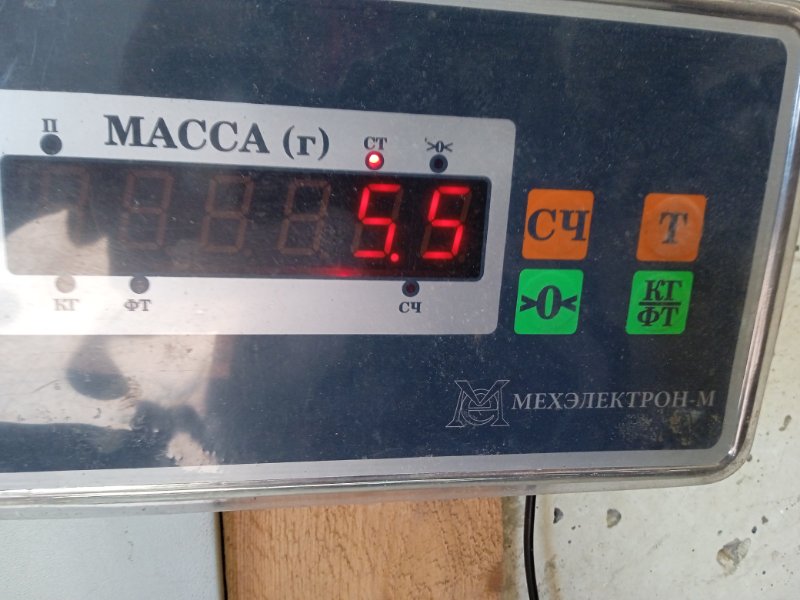 П
МАССА (г)
СТ
>0<
5.5
КГ
ФТ
СЧ
СЧ
Т
>0<
КГ
ФТ
МЕХЭЛЕКТРОН-М